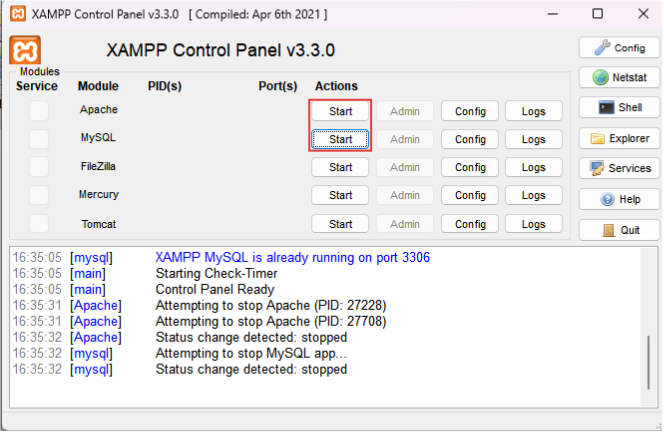 XAMPP Control Panel v3.3.0 [ Compiled: Apr 6th 2021 ]
XAMPP Control Panel v3.3.0
Config
Modules
Service Module PID(s) Port(s) Actions
Netstat
Apache Start Admin Config Logs
Shell
MySQL Start Admin Config Logs
Explorer
FileZilla Start Admin Config Logs
Services
Mercury Start Admin Config Logs
Help
Tomcat Start Admin Config Logs
Quit
16:35:05 [mysql] XAMPP MySQL is already running on port 3306
16:35:05 [main] Starting Check-Timer
16:35:05 [main] Control Panel Ready
16:35:31 [Apache] Attempting to stop Apache (PID: 27228)
16:35:31 [Apache] Attempting to stop Apache (PID: 27708)
16:35:32 [Apache] Status change detected: stopped
16:35:32 [mysql] Attempting to stop MySQL app...
16:35:32 [mysql] Status change detected: stopped